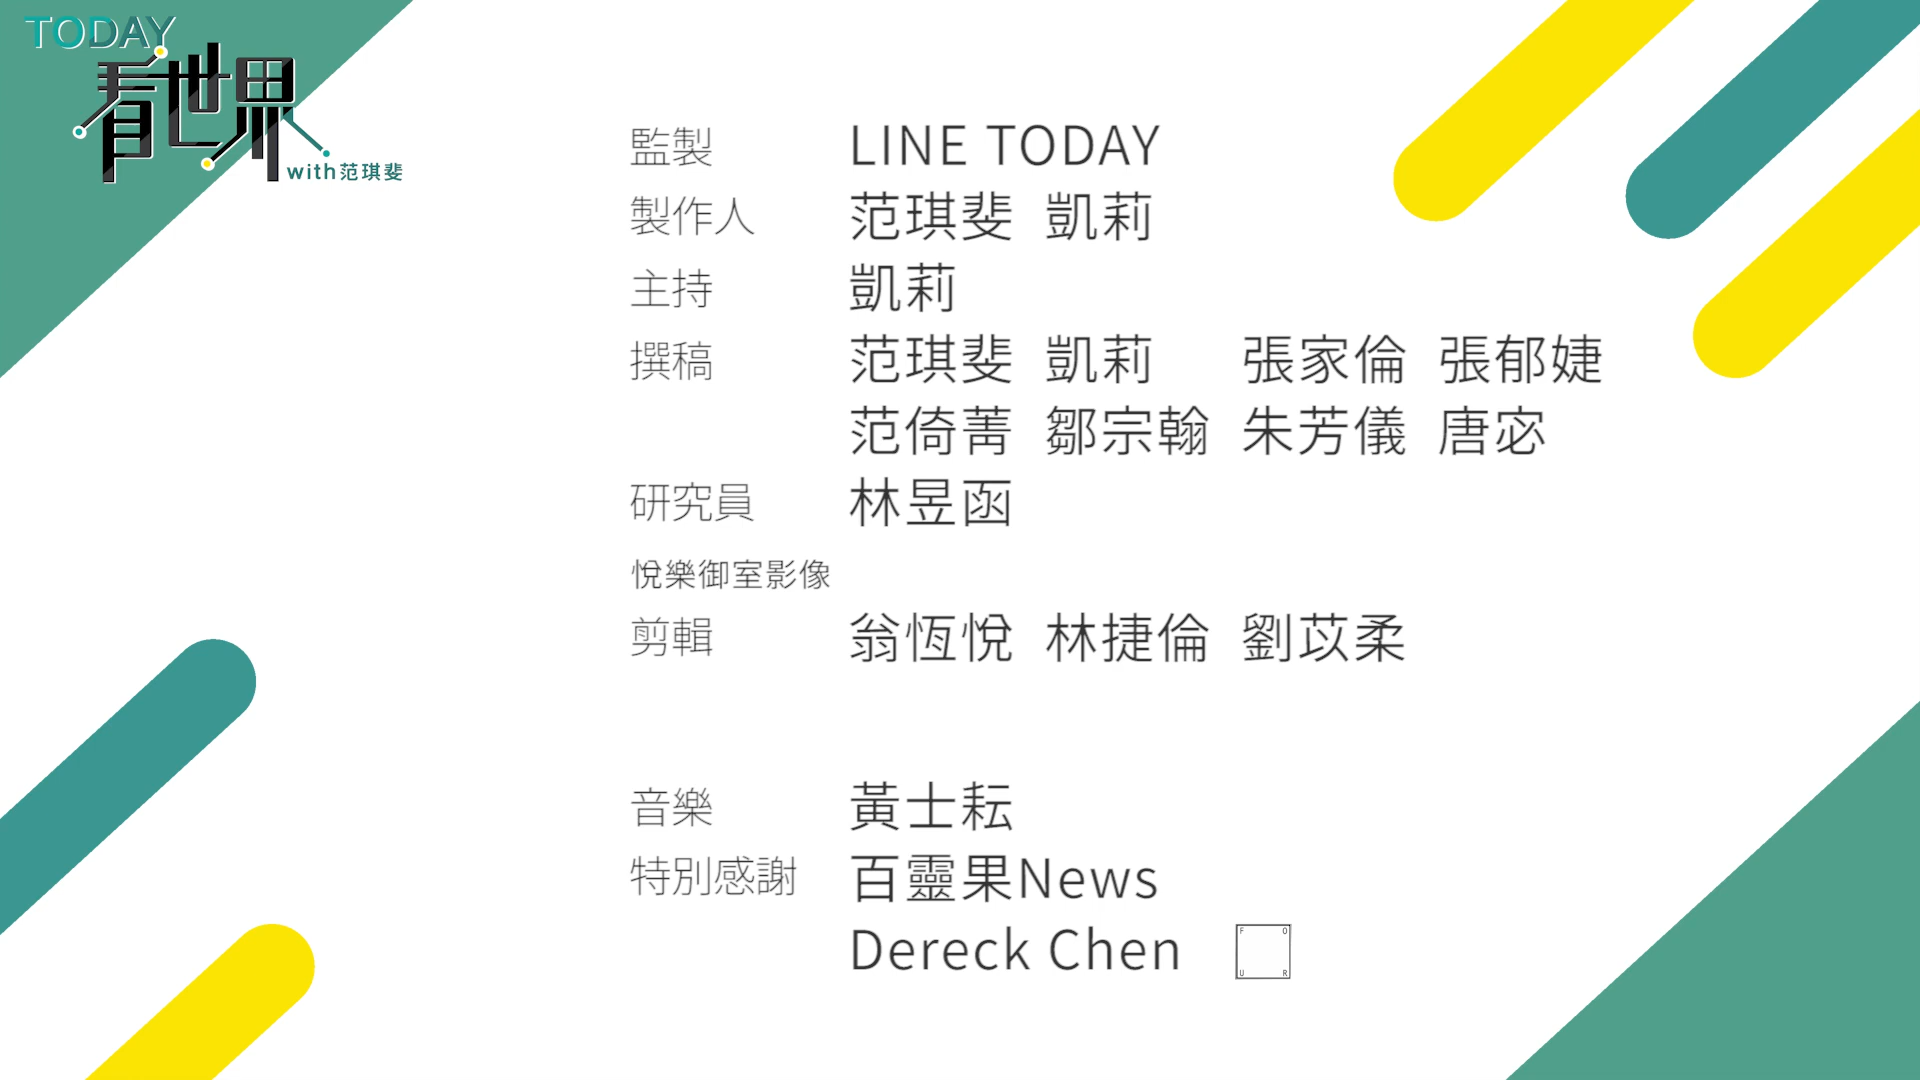 TODAY
看世界
with范琪斐
監製 LINE TODAY
製作人 范琪斐 凱莉
主持 凱莉
撰稿 范琪斐 凱莉 張家倫 張郁婕
范倚菁 鄒宗翰 朱芳儀 唐宓
研究員 林昱函
悅樂御室影像
剪輯 翁恆悅 林捷倫 劉苡柔
音樂 黃士耘
特別感謝 百靈果News
Dereck Chen
F O
U R